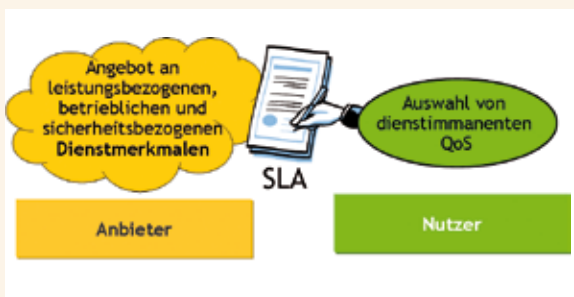 Angebot an
leistungsbezogenen,
betrieblichen und
sicherheitsbezogenen
Dienstmerkmalen
SLA
Auswahl von
dienstimmanenten
QoS
Anbieter
Nutzer